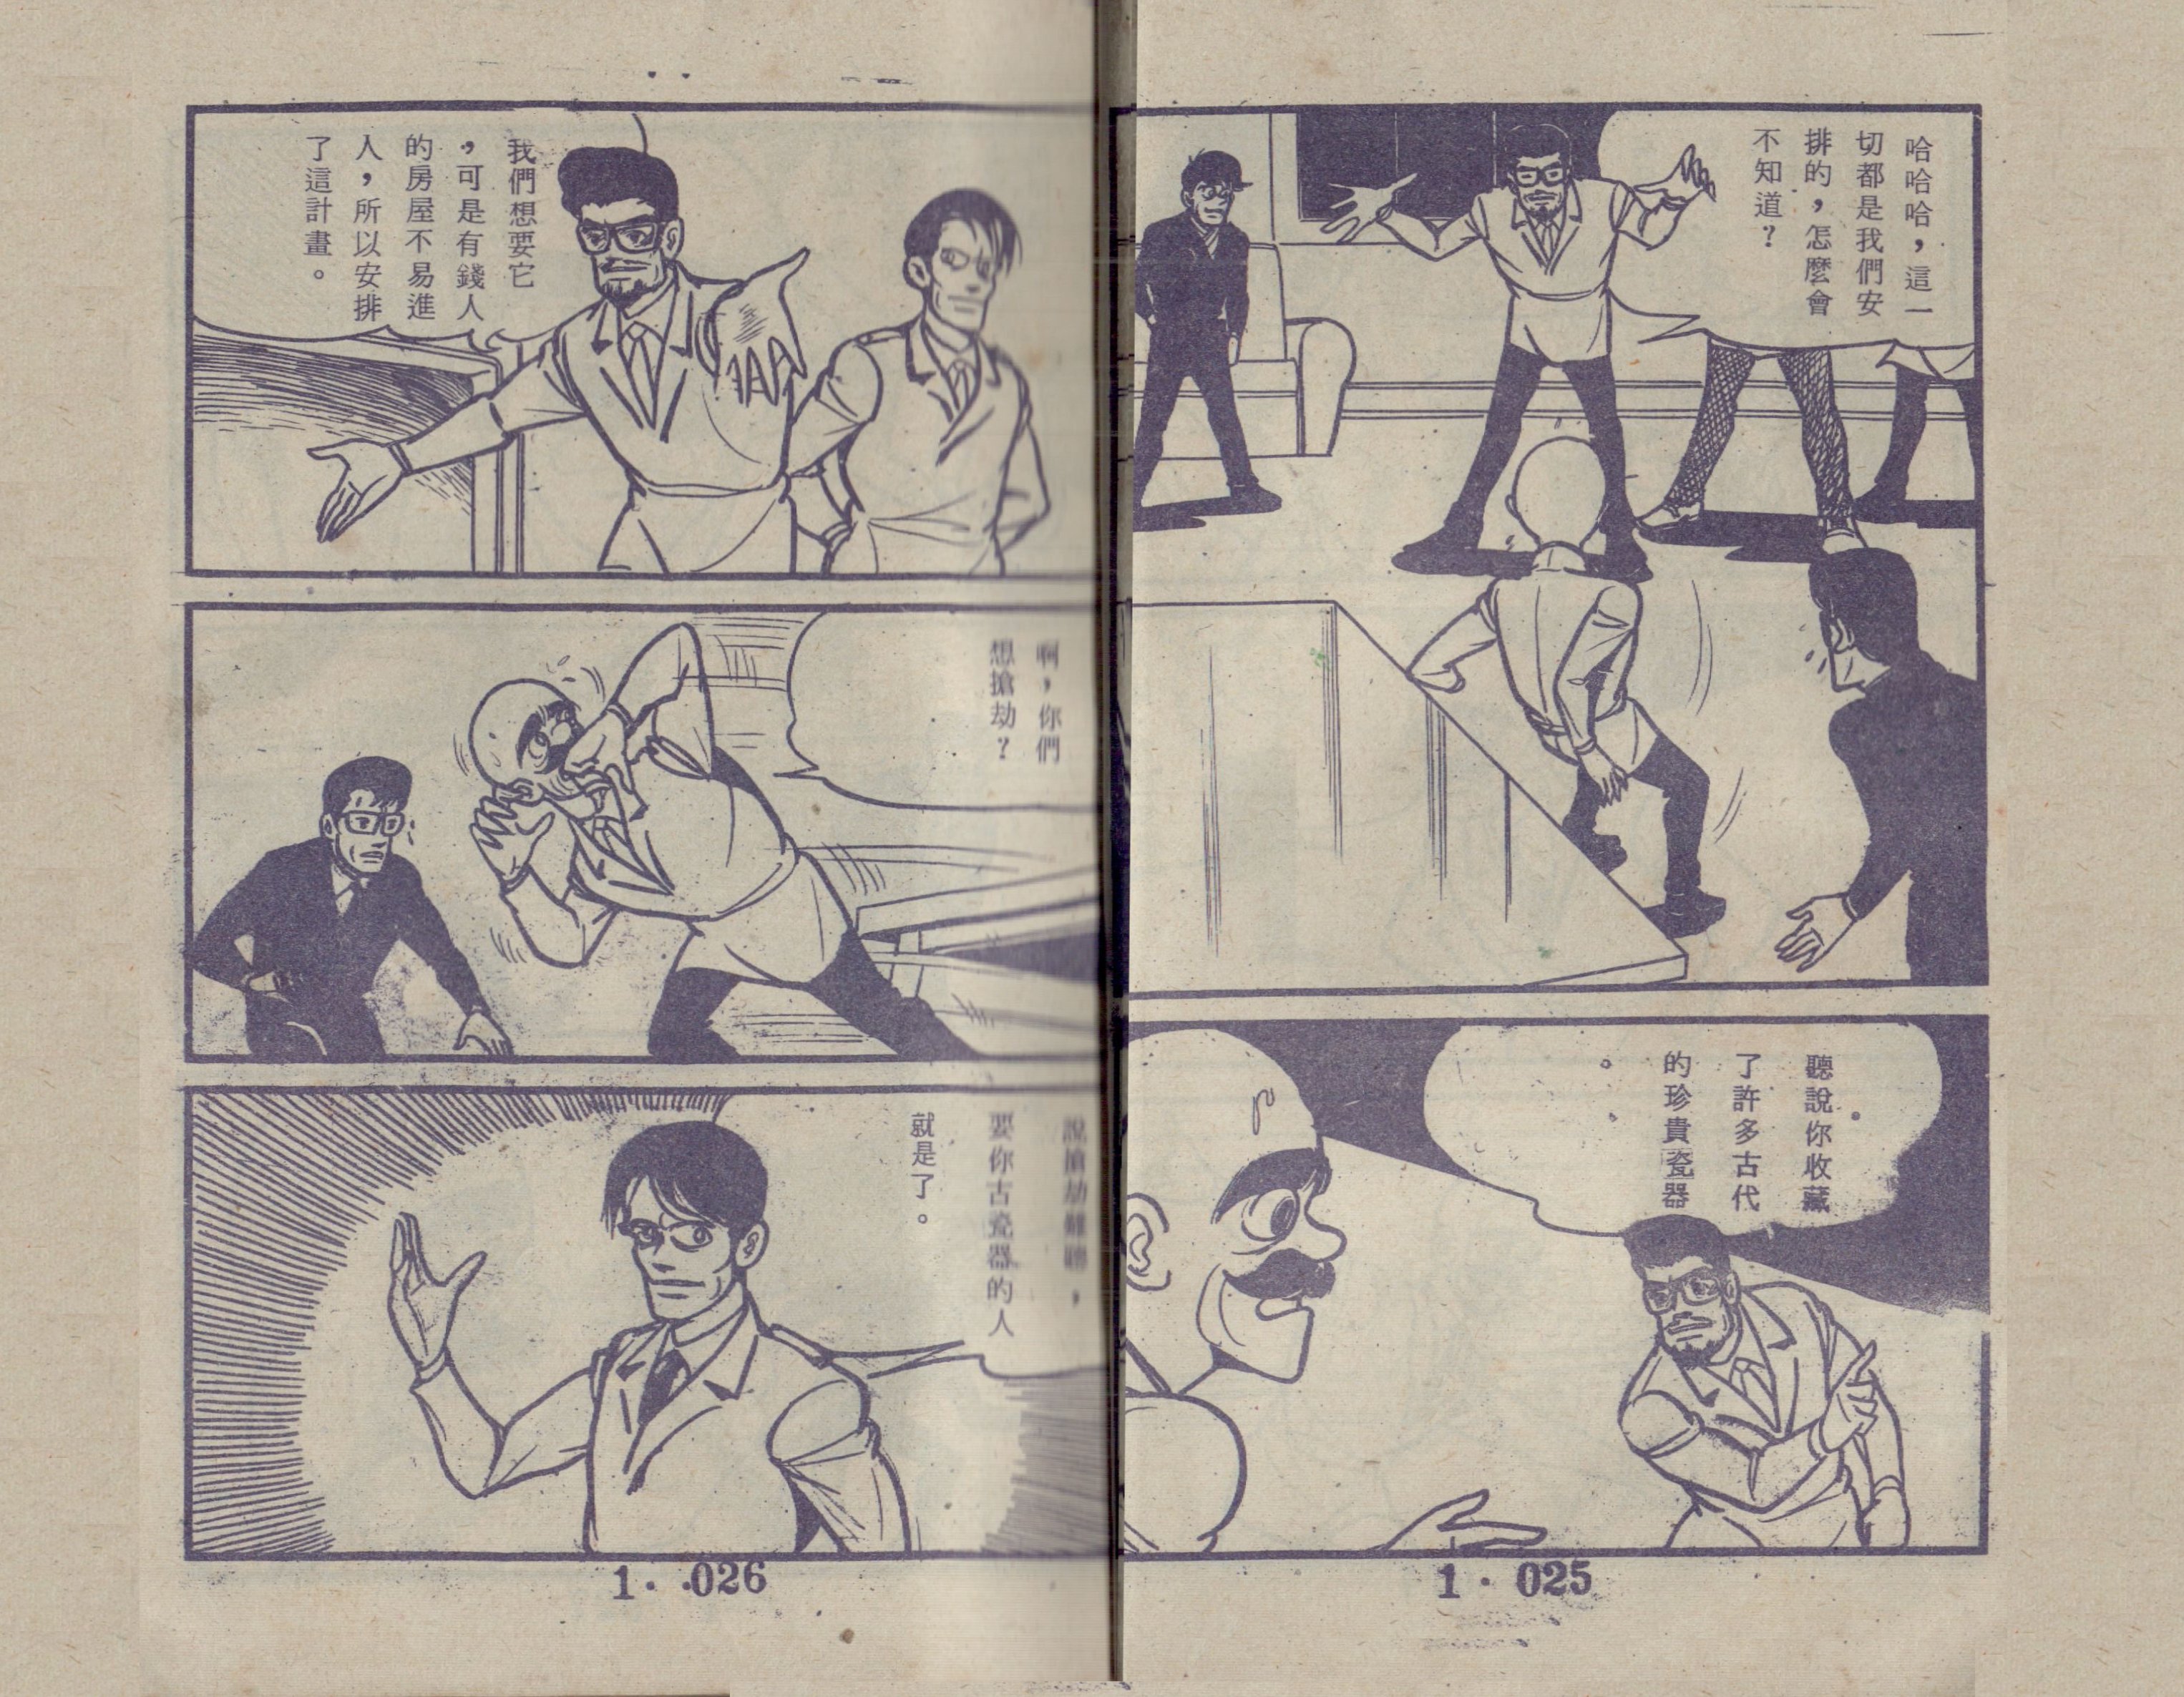 哈哈哈，這一
切都是我們安
排的，怎麼會
不知道？
聽說你收藏
了許多古代
的珍貴瓷器
。
1·025
我們想要它
，可是有錢人
的房屋不易進
人，所以安排
了這計畫。
啊，你們
想搶劫？
說搶劫難聽，
要你古瓷器的人
就是了。
1·026